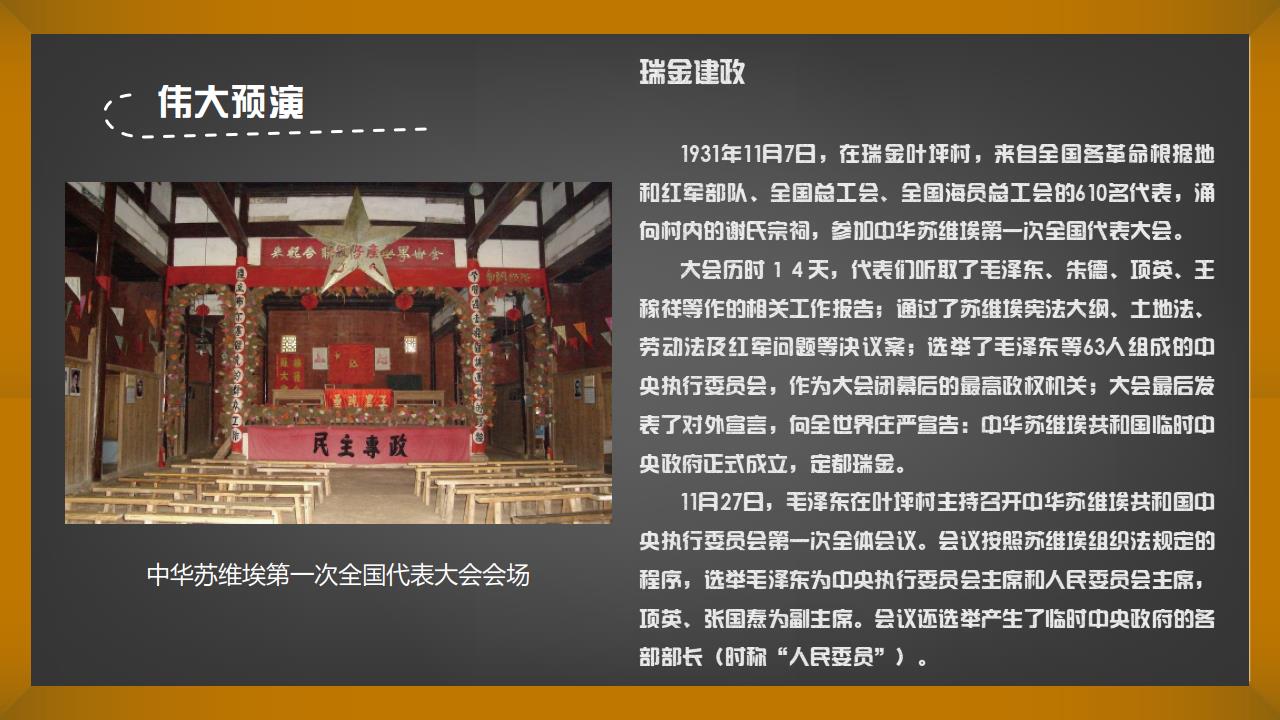 伟大预演
民主專政
中华苏维埃第一次全国代表大会会场
瑞金建政
1931年11月7日，在瑞金叶坪村，来自全国各革命根据地
和红军部队、全国总工会、全国海员总工会的610名代表，涌
向村内的谢氏宗祠，参加中华苏维埃第一次全国代表大会。
大会历时１４天，代表们听取了毛泽东、朱德、项英、王
稼祥等作的相关工作报告；通过了苏维埃宪法大纲、土地法、
劳动法及红军问题等决议案；选举了毛泽东等63人组成的中
央执行委员会，作为大会闭幕后的最高政权机关；大会最后发
表了对外宣言，向全世界庄严宣告：中华苏维埃共和国临时中
央政府正式成立，定都瑞金。
11月27日，毛泽东在叶坪村主持召开中华苏维埃共和国中
央执行委员会第一次全体会议。会议按照苏维埃组织法规定的
程序，选举毛泽东为中央执行委员会主席和人民委员会主席，
项英、张国焘为副主席。会议还选举产生了临时中央政府的各
部部长（时称“人民委员”）。